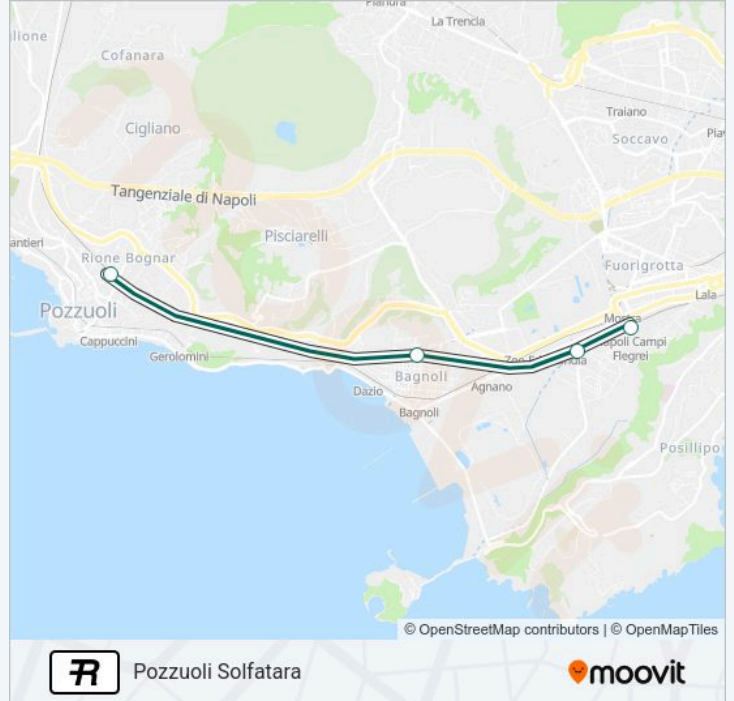 Pianura
La Trencia
Cofanara
Traiano
Cigliano
Soccavo
Tangenziale di Napoli
Pisciarelli
Rione Bognar
Fuorigrotta
Lala
Pozzuoli
Mostra
Cappuccini
Gerolomini
Napoli Campi
Flegrei
Bagnoli
Agnano
Dazio
Bagnoli
Posillipo
© OpenStreetMap contributors | © OpenMapTiles
R Pozzuoli Solfatara
moovit